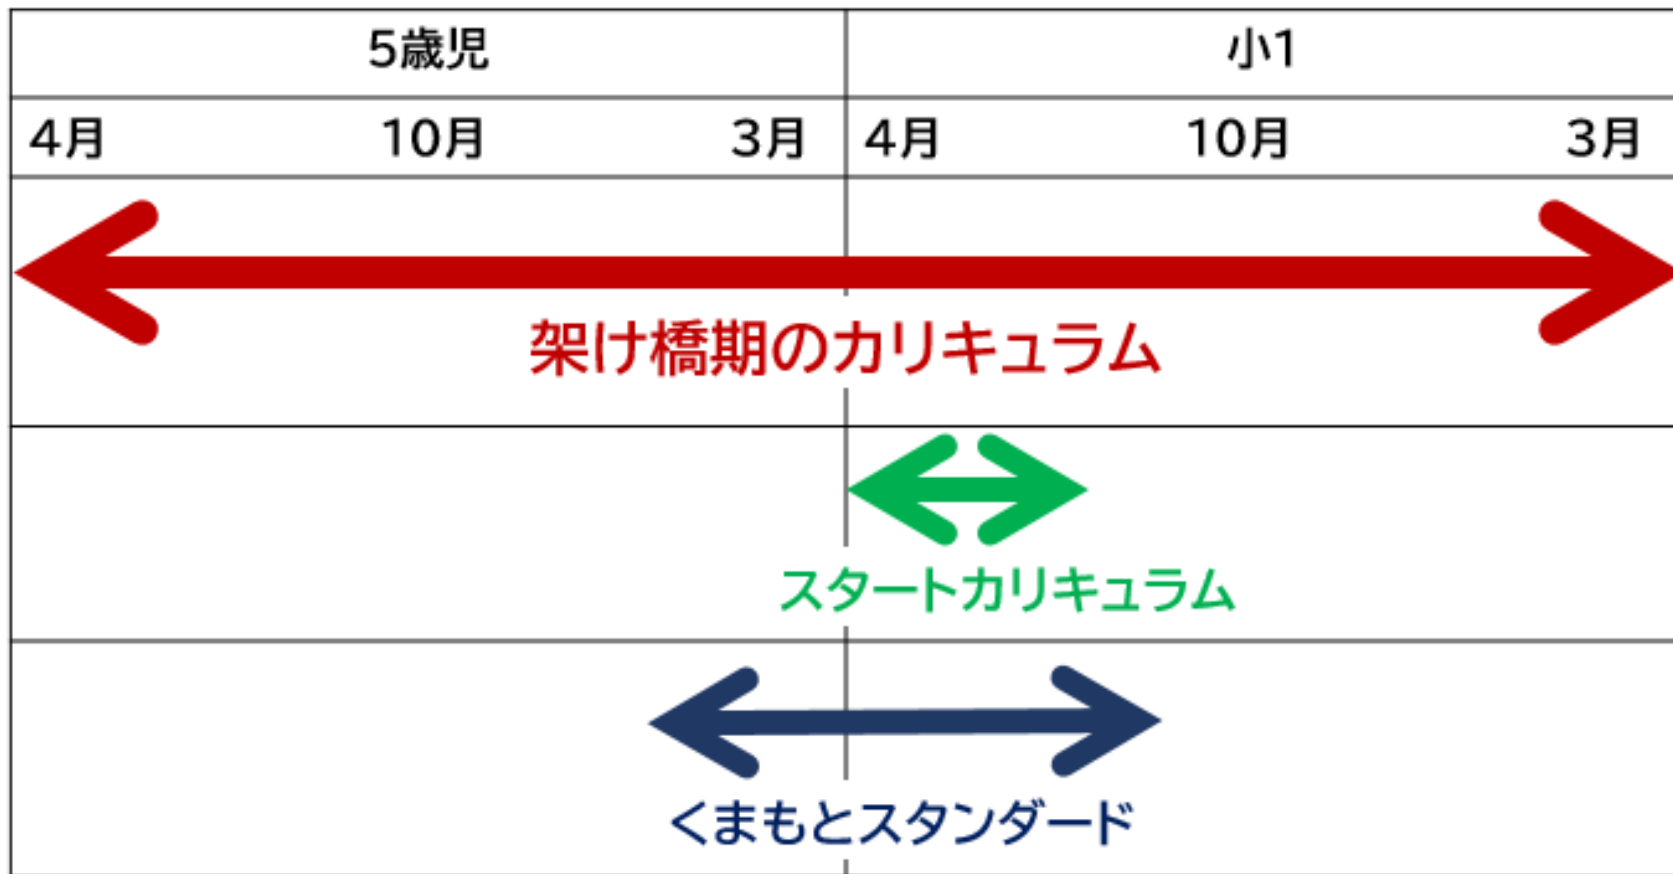 5歳児 小1
4月 10月 3月 4月 10月 3月
架け橋期のカリキュラム
スタートカリキュラム
くまもとスタンダード